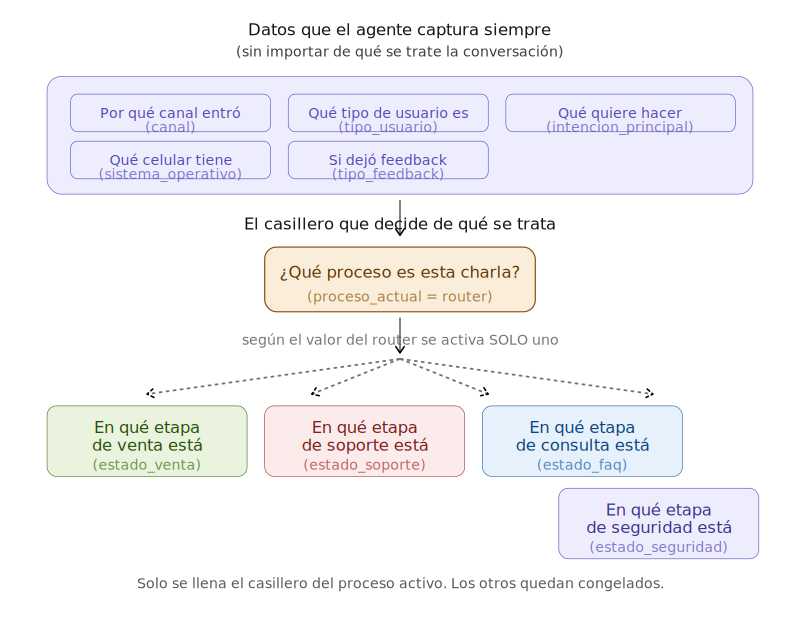 Datos que el agente captura siempre
(sin importar de qué se trate la conversación)
Por qué canal entró
(canal)
Qué tipo de usuario es
(tipo_usuario)
Qué quiere hacer
(intencion_principal)
Qué celular tiene
(sistema_operativo)
Si dejó feedback
(tipo_feedback)
El casillero que decide de qué se trata
¿Qué proceso es esta charla?
(proceso_actual = router)
según el valor del router se activa SOLO uno
En qué etapa
de venta está
(estado_venta)
En qué etapa
de soporte está
(estado_soporte)
En qué etapa
de consulta está
(estado_faq)
En qué etapa
de seguridad está
(estado_seguridad)
Solo se llena el casillero del proceso activo. Los otros quedan congelados.